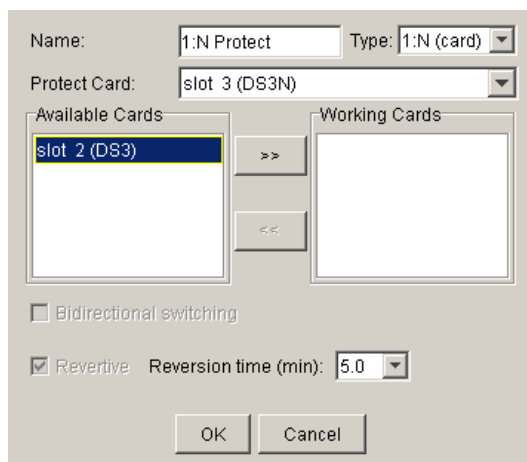 Name: 1:N Protect Type: 1:N (card)
Protect Card: slot 3 (DS3N)
Available Cards Working Cards
slot 2 (DS3) >>
<<
Bidirectional switching
Revertive Reversion time (min): 5.0
OK Cancel